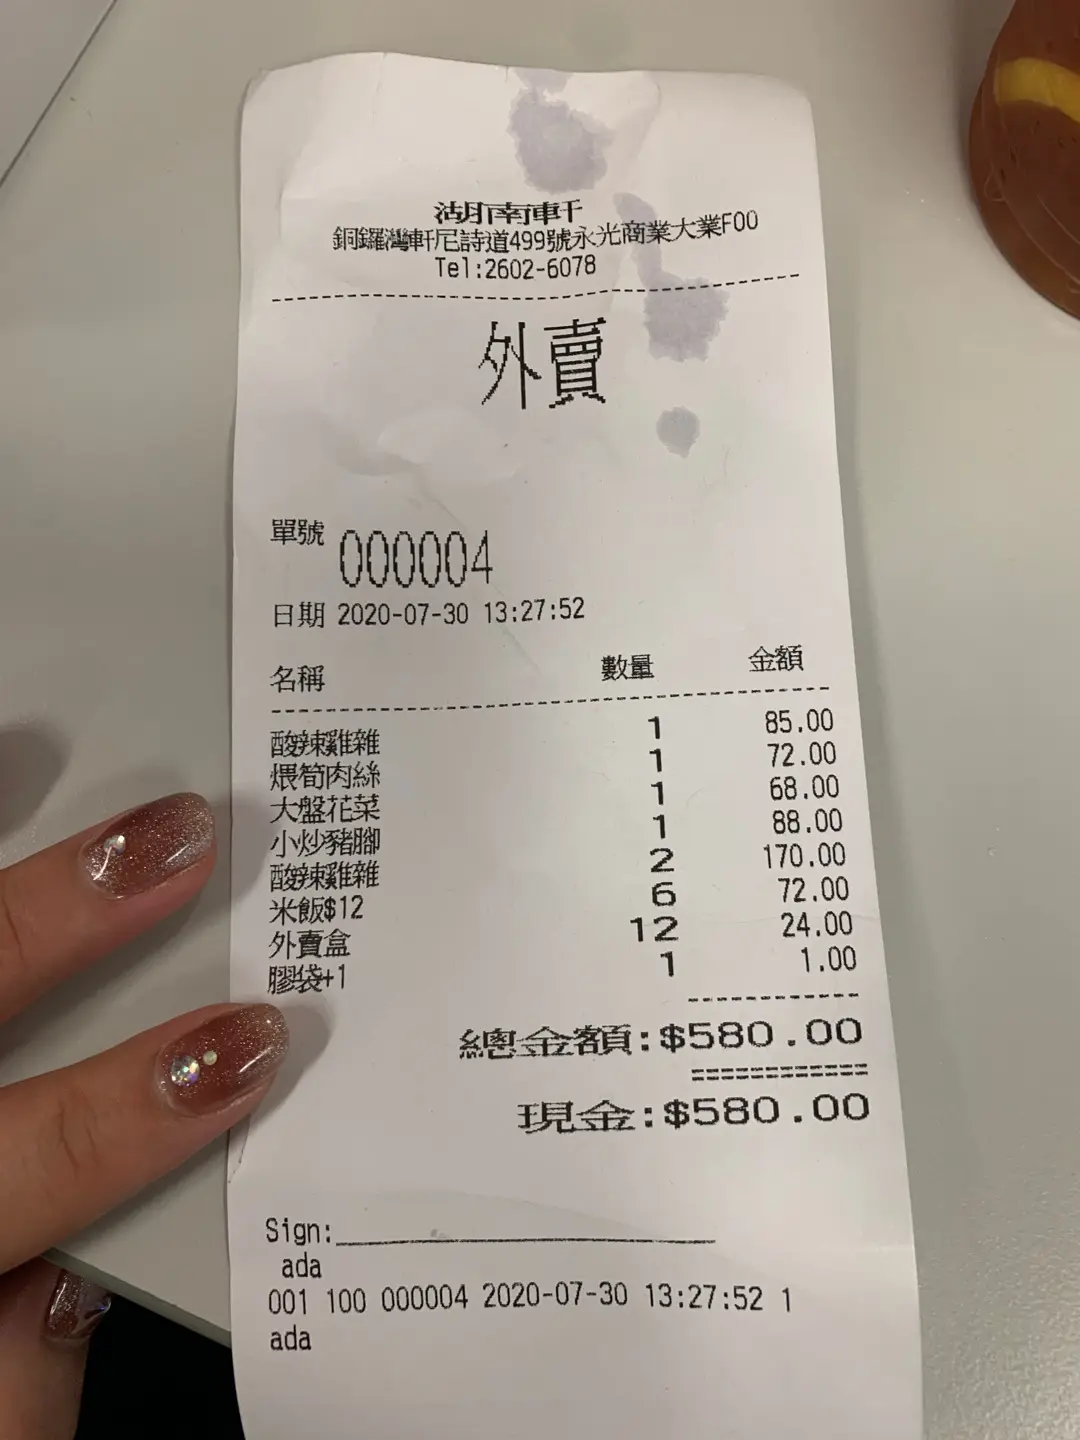 湖南軒
銅鑼灣軒尼詩道499號永光商業大業F00
Tel:2602-6078
外賣
單號 000004
日期 2020-07-30 13:27:52
名稱 數量 金額
酸辣雞雜 1 85.00
煨筍肉絲 1 72.00
大盤花菜 1 68.00
小炒豬腳 1 88.00
酸辣雞雜 2 170.00
米飯$12 6 72.00
外賣盒 12 24.00
膠袋+1 1 1.00
總金額:$580.00
現金:$580.00
Sign:
ada
001 100 000004 2020-07-30 13:27:52 1
ada